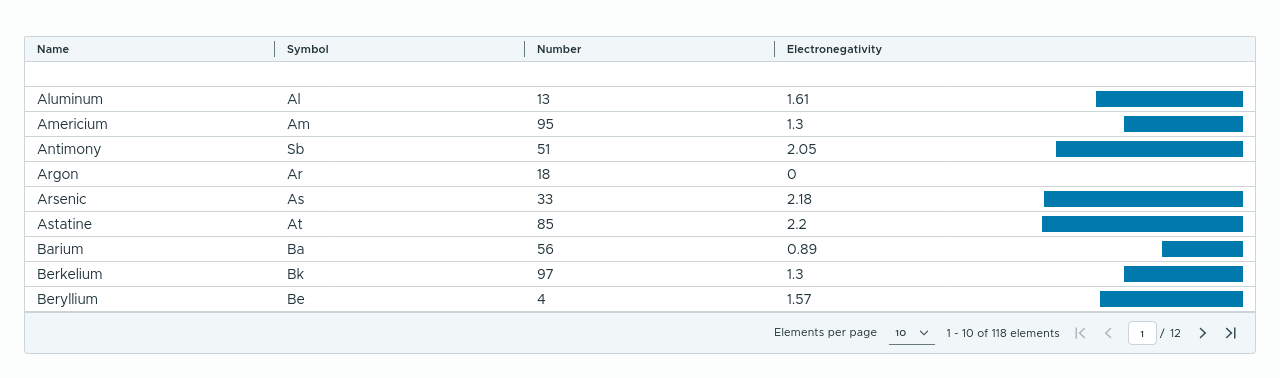 Name Symbol Number Electronegativity
Aluminum Al 13 1.61
Americium Am 95 1.3
Antimony Sb 51 2.05
Argon Ar 18 0
Arsenic As 33 2.18
Astatine At 85 2.2
Barium Ba 56 0.89
Berkelium Bk 97 1.3
Beryllium Be 4 1.57
Elements per page 10 1 - 10 of 118 elements 1 / 12